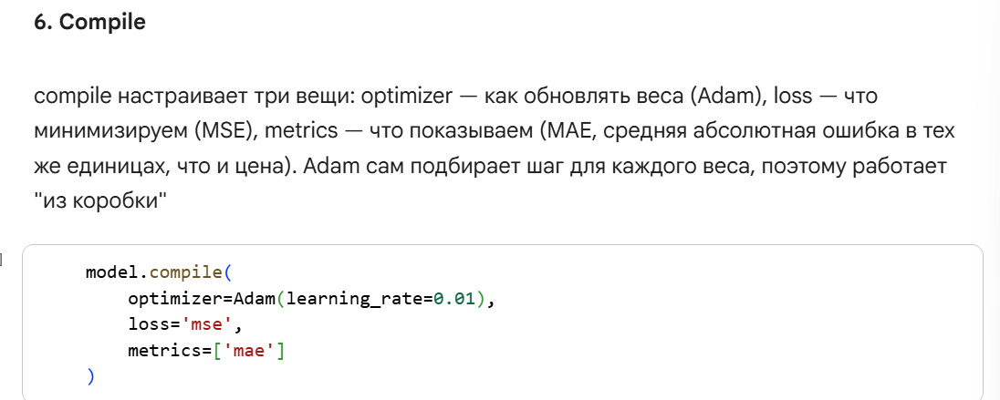 6. Compile
compile настраивает три вещи: optimizer — как обновлять веса (Adam), loss — что
минимизируем (MSE), metrics — что показываем (MAE, средняя абсолютная ошибка в тех
же единицах, что и цена). Adam сам подбирает шаг для каждого веса, поэтому работает
"из коробки"
]
model.compile(
    optimizer=Adam(learning_rate=0.01),
    loss='mse',
    metrics=['mae']
)